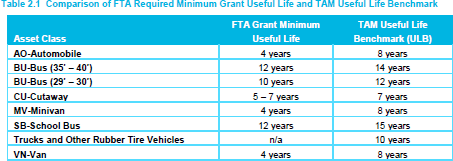 Table 2.1 Comparison of FTA Required Minimum Grant Useful Life and TAM Useful Life Benchmark
Asset Class FTA Grant Minimum Useful Life TAM Useful Life Benchmark (ULB)
AO-Automobile 4 years 8 years
BU-Bus (35' – 40') 12 years 14 years
BU-Bus (29' – 30') 10 years 12 years
CU-Cutaway 5 – 7 years 7 years
MV-Minivan 4 years 8 years
SB-School Bus 12 years 15 years
Trucks and Other Rubber Tire Vehicles n/a 10 years
VN-Van 4 years 8 years